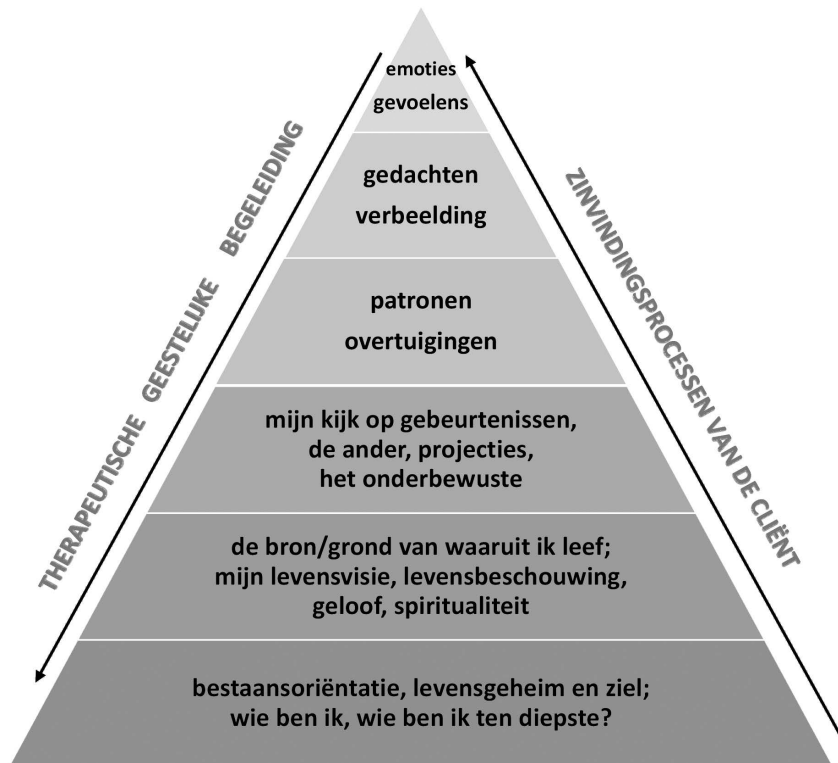 emoties
gevoelens
gedachten
verbeelding
patronen
overtuigingen
mijn kijk op gebeurtenissen,
de ander, projecties,
het onderbewuste
de bron/grond van waaruit ik leef;
mijn levensvisie, levensbeschouwing,
geloof, spiritualiteit
bestaansoriëntatie, levensgeheim en ziel;
wie ben ik, wie ben ik ten diepste?
THERAPEUTISCHE GEESTELIJKE BEGELEIDING
ZINVINDINGSPROCESSEN VAN DE CLIËNT